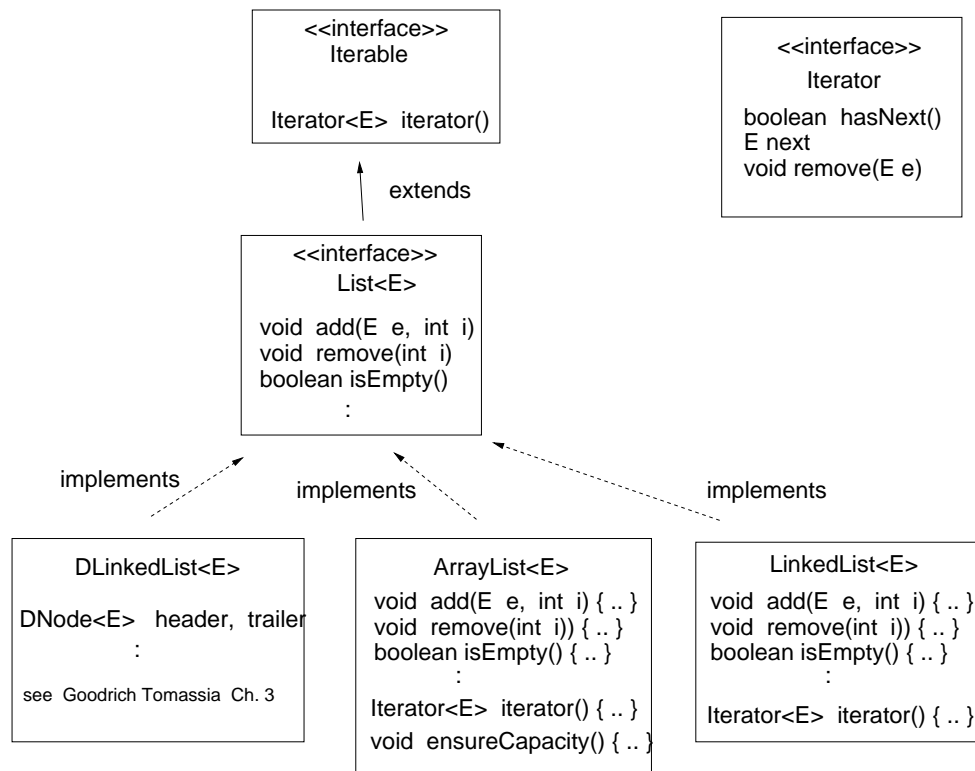 <<interface>>
Iterable
Iterator<E> iterator()
<<interface>>
Iterator
boolean hasNext()
E next
void remove(E e)
extends
<<interface>>
List<E>
void add(E e, int i)
void remove(int i)
boolean isEmpty()
:
implements
implements
implements
DLinkedList<E>
DNode<E> header, trailer
:
see Goodrich Tomassia Ch. 3
ArrayList<E>
void add(E e, int i) { .. }
void remove(int i)) { .. }
boolean isEmpty() { .. }
:
Iterator<E> iterator() { .. }
void ensureCapacity() { .. }
LinkedList<E>
void add(E e, int i) { .. }
void remove(int i)) { .. }
boolean isEmpty() { .. }
:
Iterator<E> iterator() { .. }